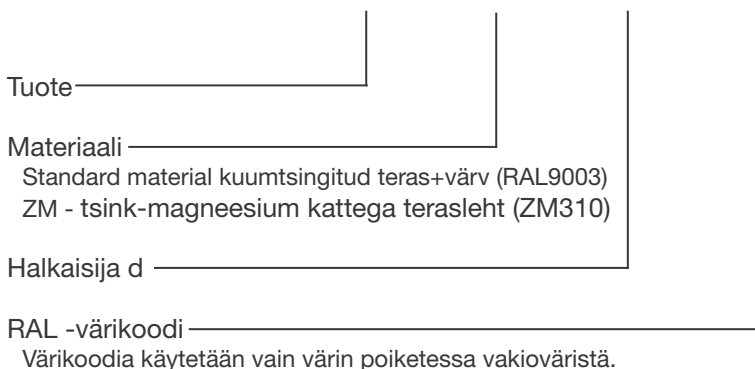 Tuote
Materiaali
Standard material kuumtsingitud teras+värv (RAL9003)
ZM - tsink-magneesium kattega terasleht (ZM310)
Halkaisija d
RAL -värikoodi
Värikoodia käytetään vain värin poiketessa vakioväristä.